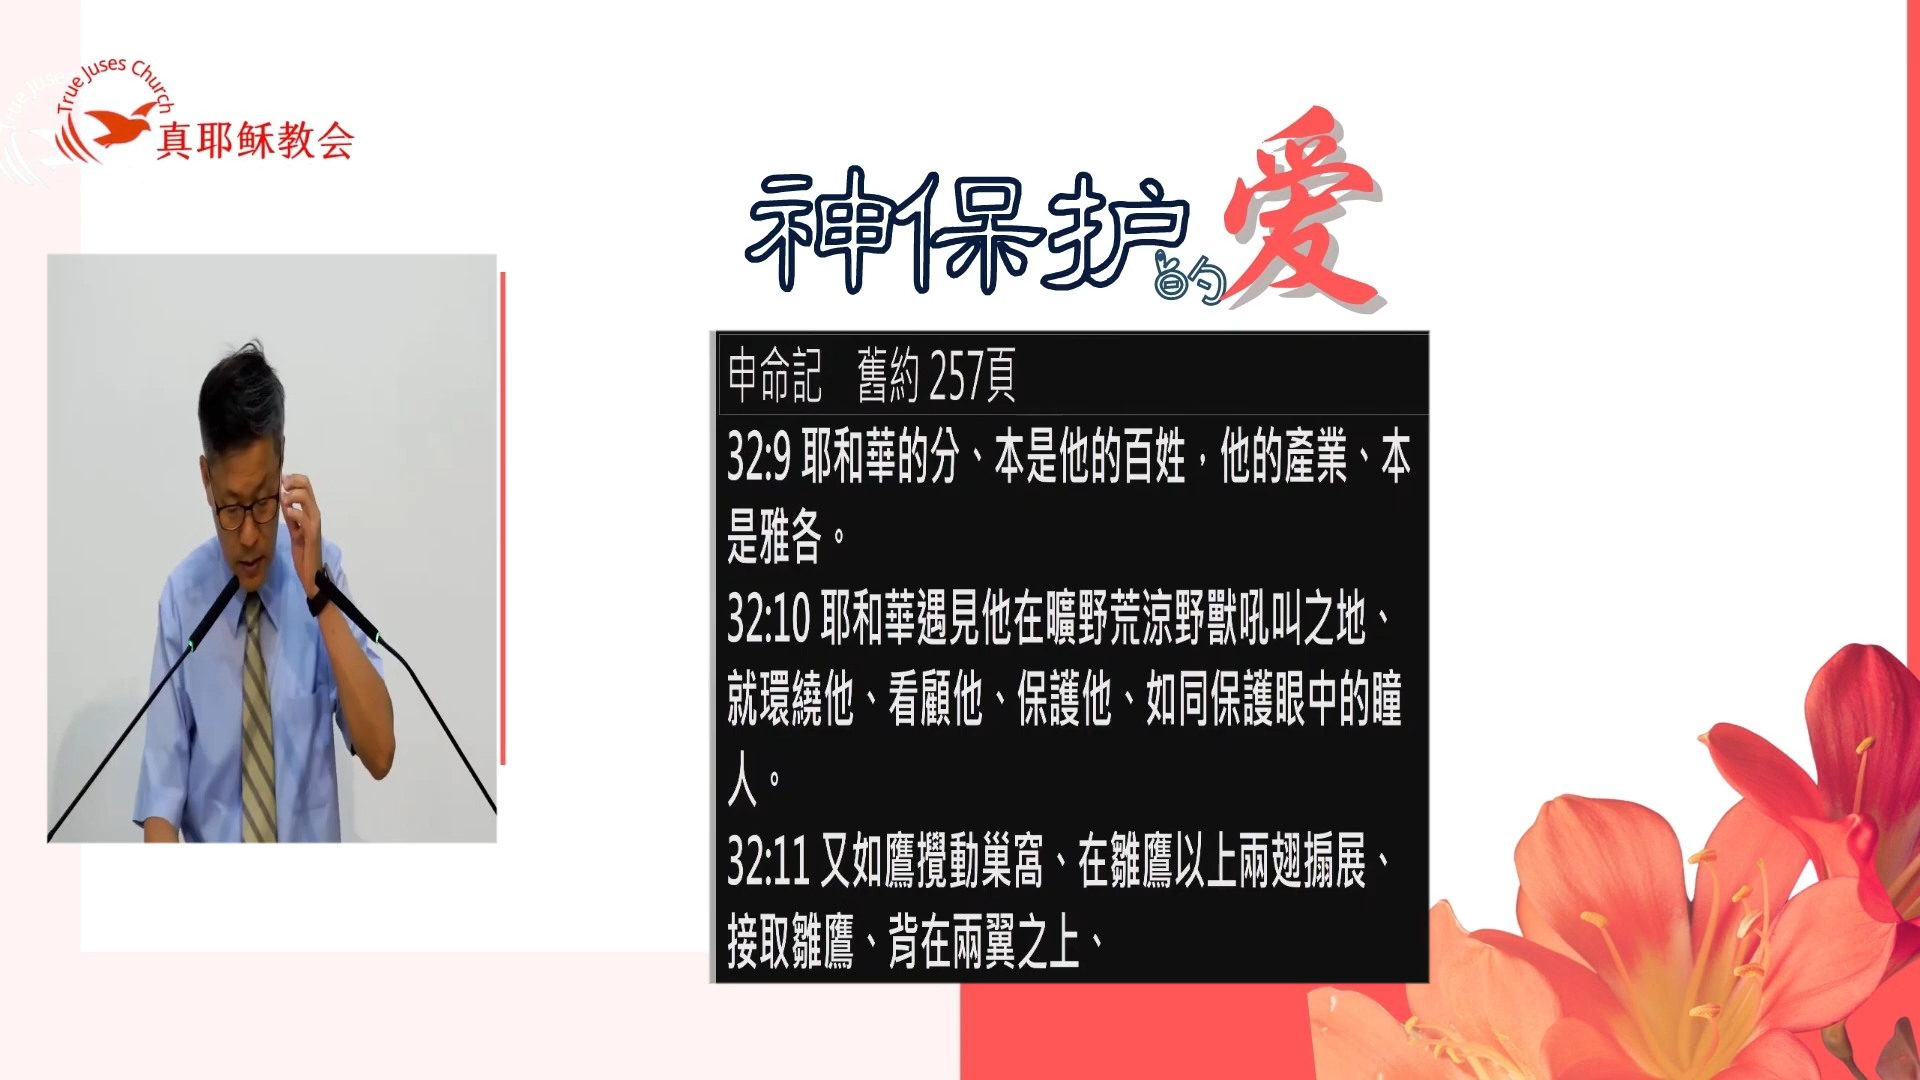 True Juses Church
真耶稣教会
神保护的爱
申命記　舊約 257頁
32:9 耶和華的分、本是他的百姓，他的產業、本
是雅各。
32:10 耶和華遇見他在曠野荒涼野獸吼叫之地、
就環繞他、看顧他、保護他、如同保護眼中的瞳
人。
32:11 又如鷹攪動巢窩、在雛鷹以上兩翅搧展、
接取雛鷹、背在兩翼之上、